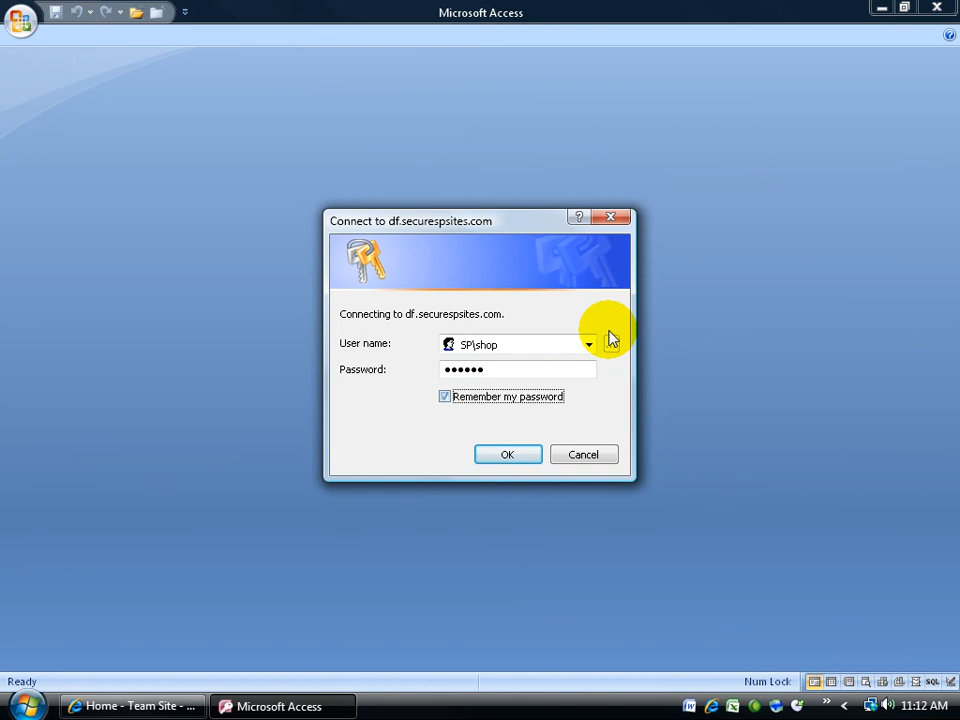 Microsoft Access
Connect to df.securespsites.com
?
Connecting to df.securespsites.com.
User name:
SP\shop
Password:
••••••
Remember my password
OK
Cancel
Ready
Num Lock
SQL
Home - Team Site - ...
Microsoft Access
11:12 AM